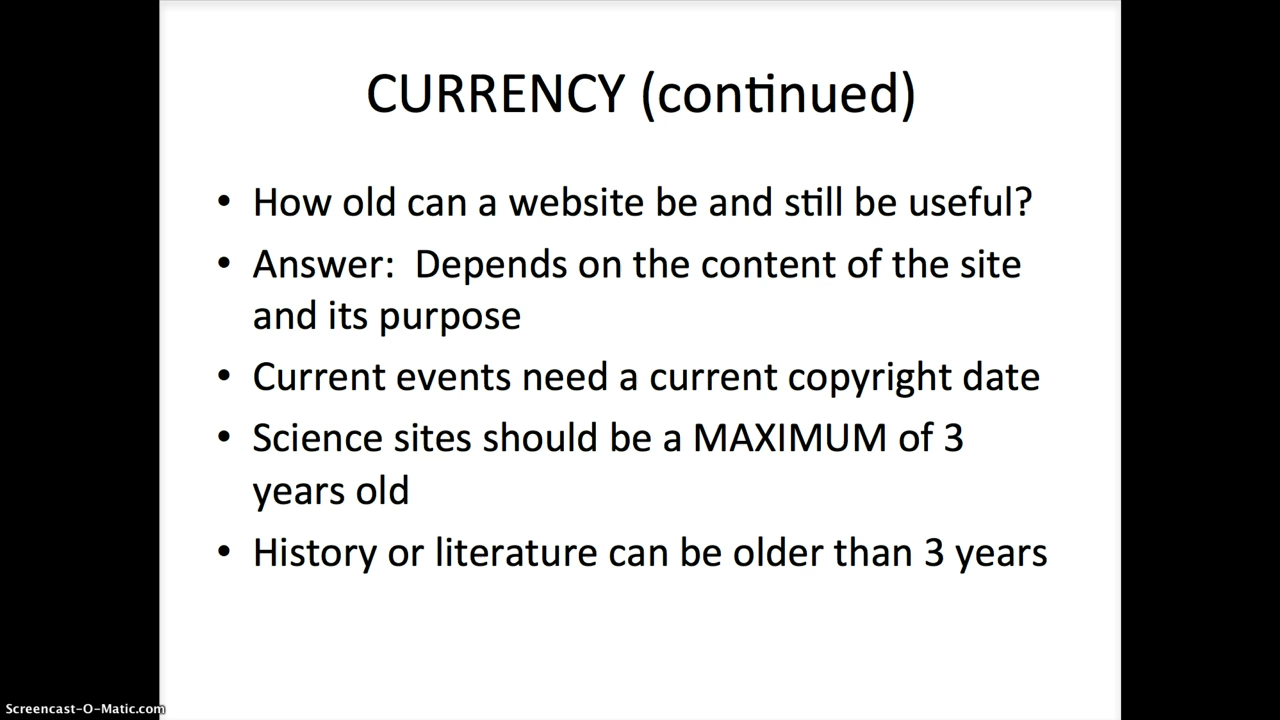 CURRENCY (continued)
• How old can a website be and still be useful?
• Answer:  Depends on the content of the site
and its purpose
• Current events need a current copyright date
• Science sites should be a MAXIMUM of 3
years old
• History or literature can be older than 3 years
Screencast-O-Matic.com